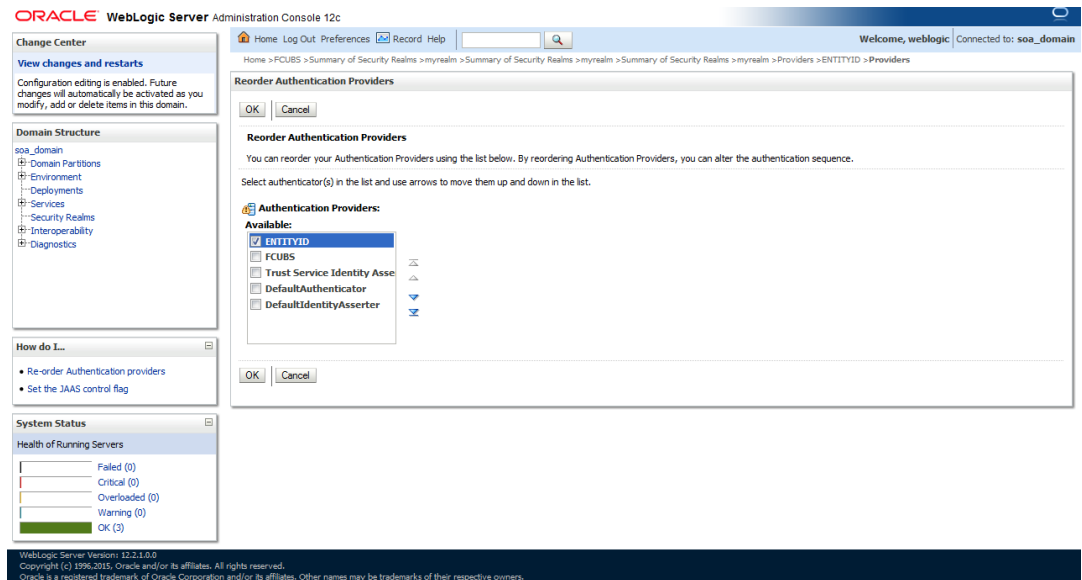 ORACLE WebLogic Server Administration Console 12c
Change Center
View changes and restarts
Configuration editing is enabled. Future
changes will automatically be activated as you
modify, add or delete items in this domain.
Domain Structure
soa_domain
Domain Partitions
Environment
Deployments
Services
Security Realms
Interoperability
Diagnostics
How do I...
Re-order Authentication providers
Set the JAAS control flag
System Status
Health of Running Servers
Failed (0)
Critical (0)
Overloaded (0)
Warning (0)
OK (3)
Home Log Out Preferences Record Help
Welcome, weblogic Connected to: soa_domain
Home >FCUBS >Summary of Security Realms >myrealm >Summary of Security Realms >myrealm >Summary of Security Realms >myrealm >Providers >ENTITYID >Providers
Reorder Authentication Providers
OK Cancel
Reorder Authentication Providers
You can reorder your Authentication Providers using the list below. By reordering Authentication Providers, you can alter the authentication sequence.
Select authenticator(s) in the list and use arrows to move them up and down in the list.
Authentication Providers:
Available:
ENTITYID
FCUBS
Trust Service Identity Asse
DefaultAuthenticator
DefaultIdentityAsserter
OK Cancel
WebLogic Server Version: 12.2.1.0.0
Copyright (c) 1996,2015, Oracle and/or its affiliates. All rights reserved.
Oracle is a registered trademark of Oracle Corporation and/or its affiliates. Other names may be trademarks of their respective owners.